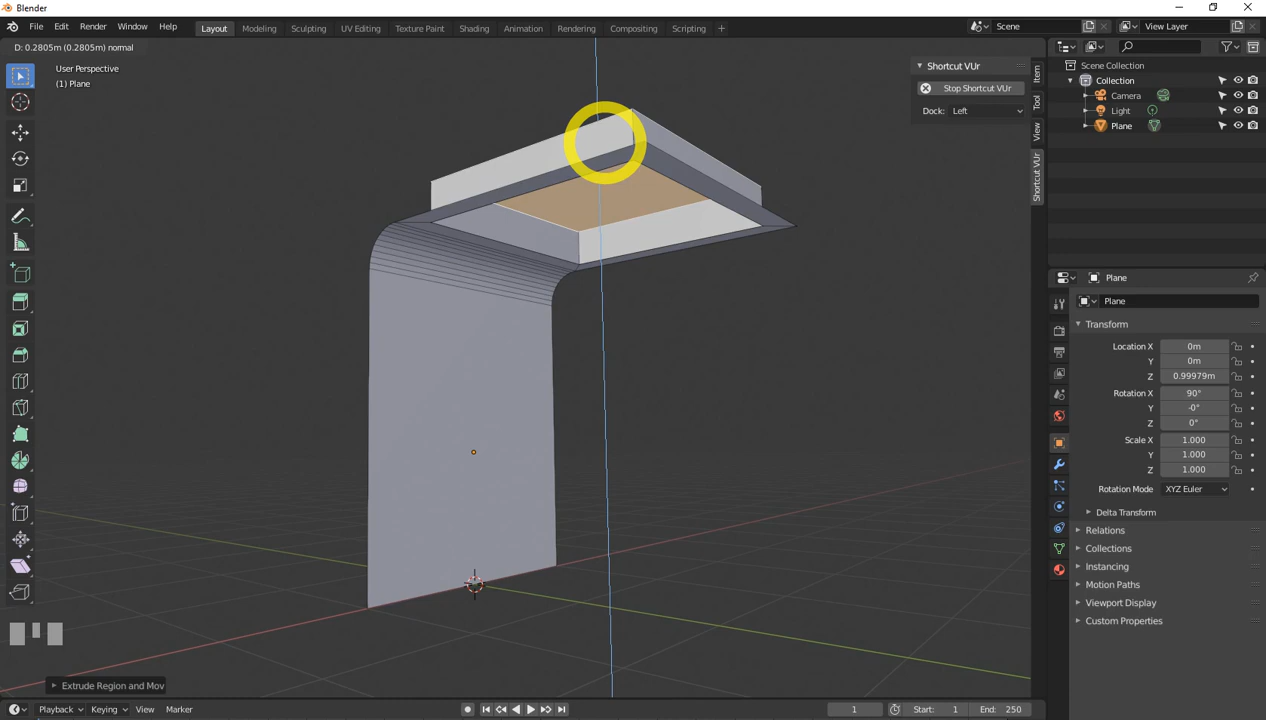 Blender
File Edit Render Window Help
Layout Modeling Sculpting UV Editing Texture Paint Shading Animation Rendering Compositing Scripting +
Scene
View Layer
D: 0.2805m (0.2805m) normal
User Perspective
(1) Plane
Shortcut VUr
Stop Shortcut VUr
Dock: Left
Item
Tool
View
Shortcut VUr
Scene Collection
Collection
Camera
Light
Plane
Plane
Plane
Transform
Location X 0m
Y 0m
Z 0.99979m
Rotation X 90°
Y -0°
Z 0°
Scale X 1.000
Y 1.000
Z 1.000
Rotation Mode XYZ Euler
Delta Transform
Relations
Collections
Instancing
Motion Paths
Viewport Display
Custom Properties
Extrude Region and Mov
Playback Keying View Marker
1
Start: 1
End: 250